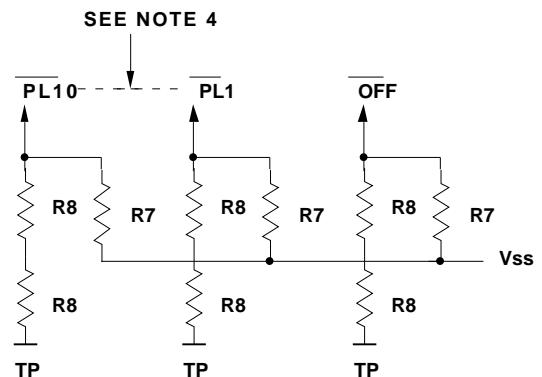 SEE NOTE 4
PL10 PL1 OFF
R8 R7 R8 R7 R8 R7
Vss
R8 R8 R8
TP TP TP